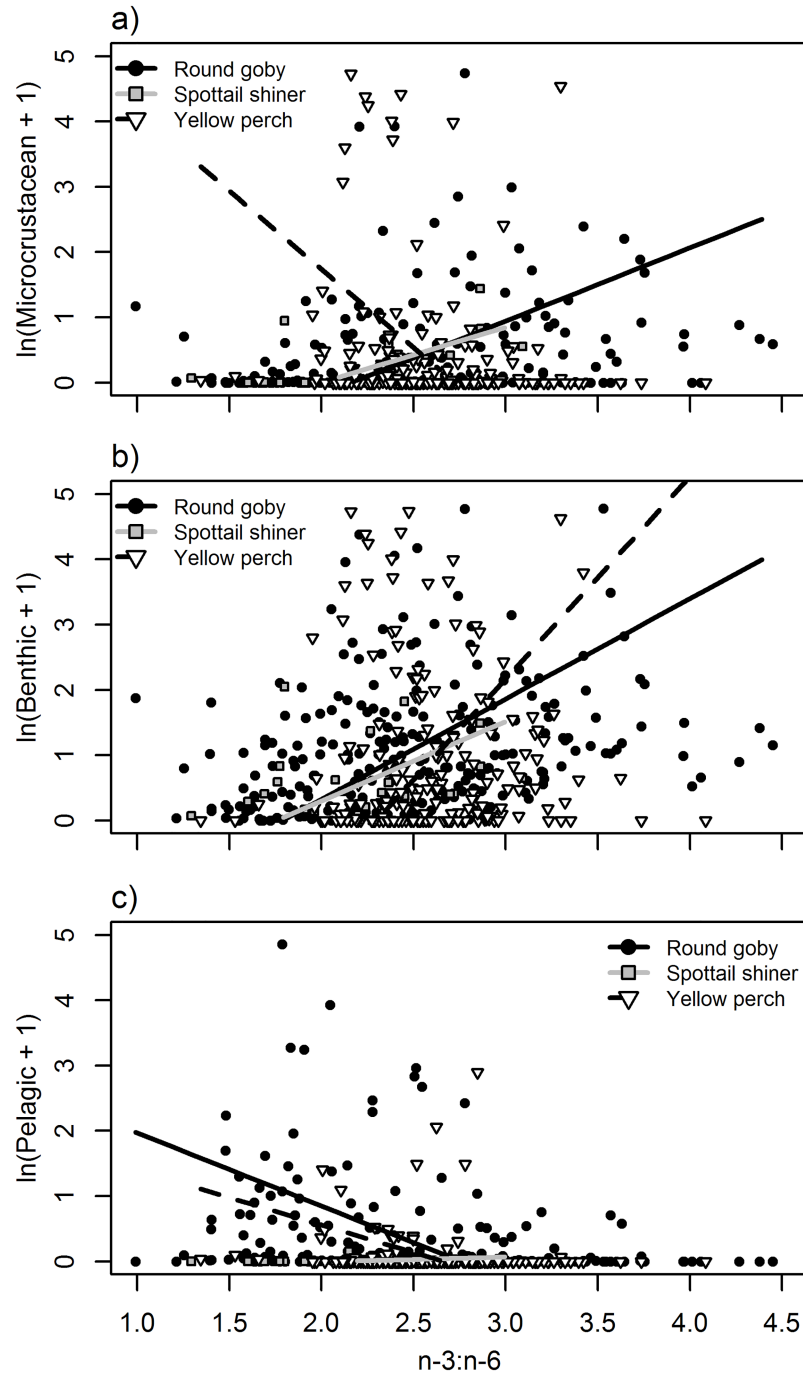 a)
ln(Microcrustacean + 1)
5
4
3
2
1
0
Round goby
Spottail shiner
Yellow perch
b)
ln(Benthic + 1)
5
4
3
2
1
0
Round goby
Spottail shiner
Yellow perch
c)
ln(Pelagic + 1)
5
4
3
2
1
0
Round goby
Spottail shiner
Yellow perch
1.0 1.5 2.0 2.5 3.0 3.5 4.0 4.5
n-3:n-6